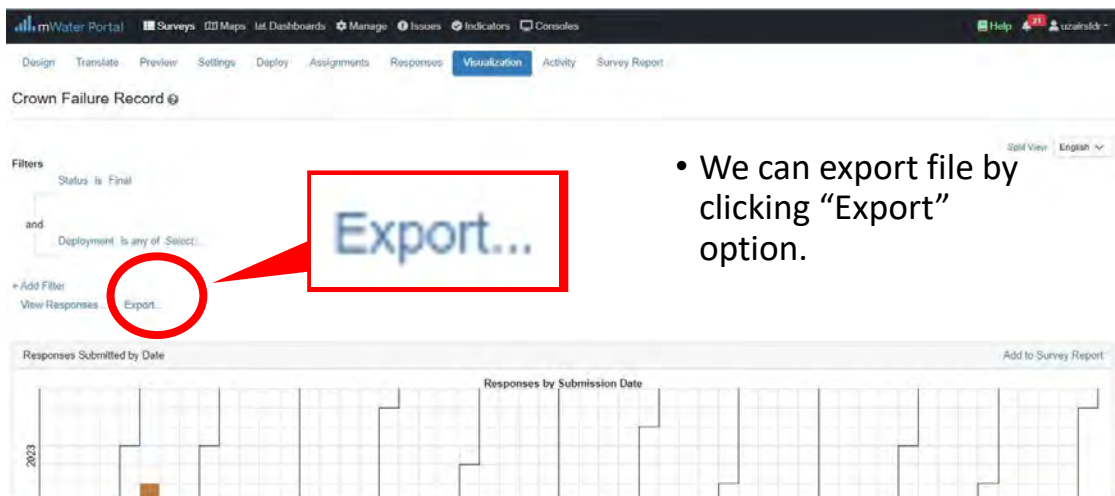 mWater Portal Surveys Maps Dashboards Manage Issues Indicators Consoles Help 21 uzairsldr
Design Translate Preview Settings Deploy Assignments Responses Visualization Activity Survey Report
Crown Failure Record
Split View English
Filters
Status is Final
and
Deployment is any of Select...
+ Add Filter
View Responses... Export...
Export...
• We can export file by
clicking “Export”
option.
Responses Submitted by Date Add to Survey Report
Responses by Submission Date
2023